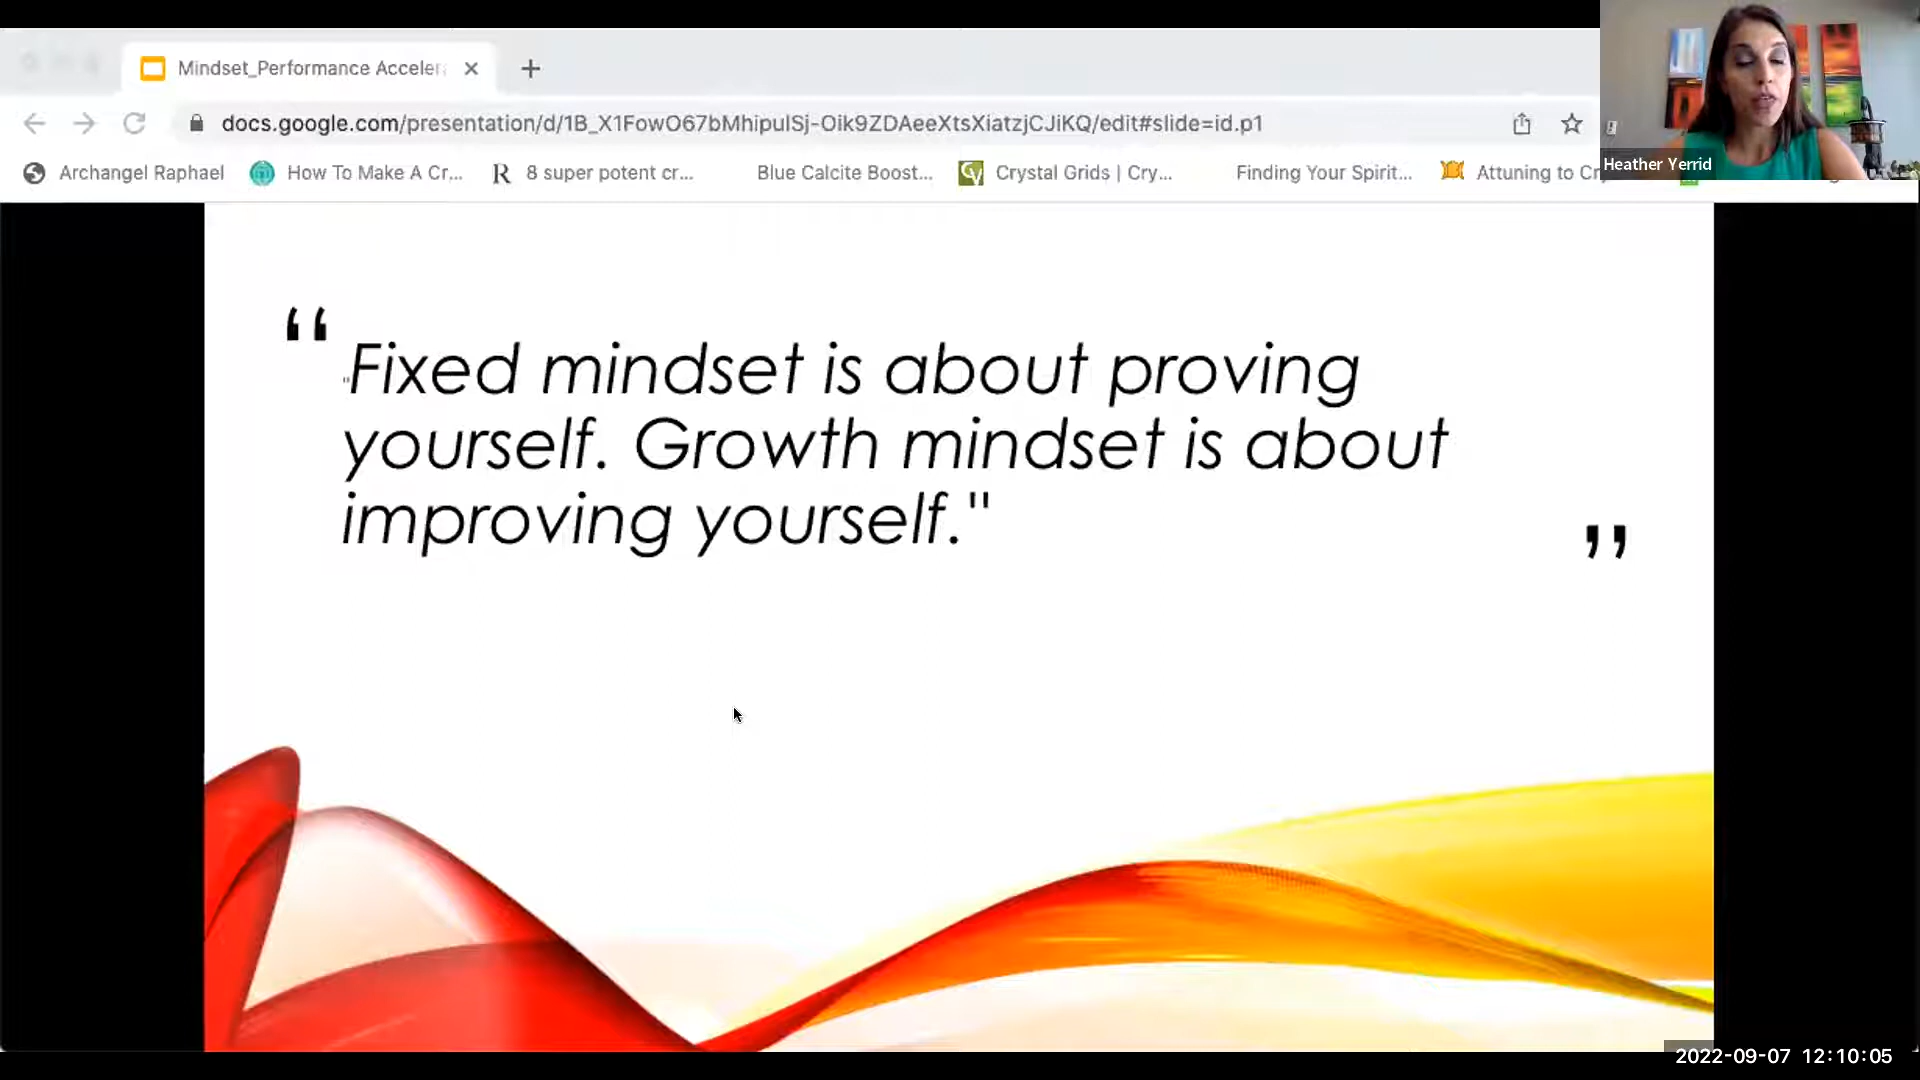 Mindset_Performance Acceler
docs.google.com/presentation/d/1B_X1FowO67bMhipulSj-Oik9ZDAeeXtsXiatzjCJiKQ/edit#slide=id.p1
Archangel Raphael How To Make A Cr... 8 super potent cr... Blue Calcite Boost... Crystal Grids | Cry... Finding Your Spirit... Attuning to
Heather Yerrid
“ "Fixed mindset is about proving
yourself. Growth mindset is about
improving yourself." ”
2022-09-07 12:10:05